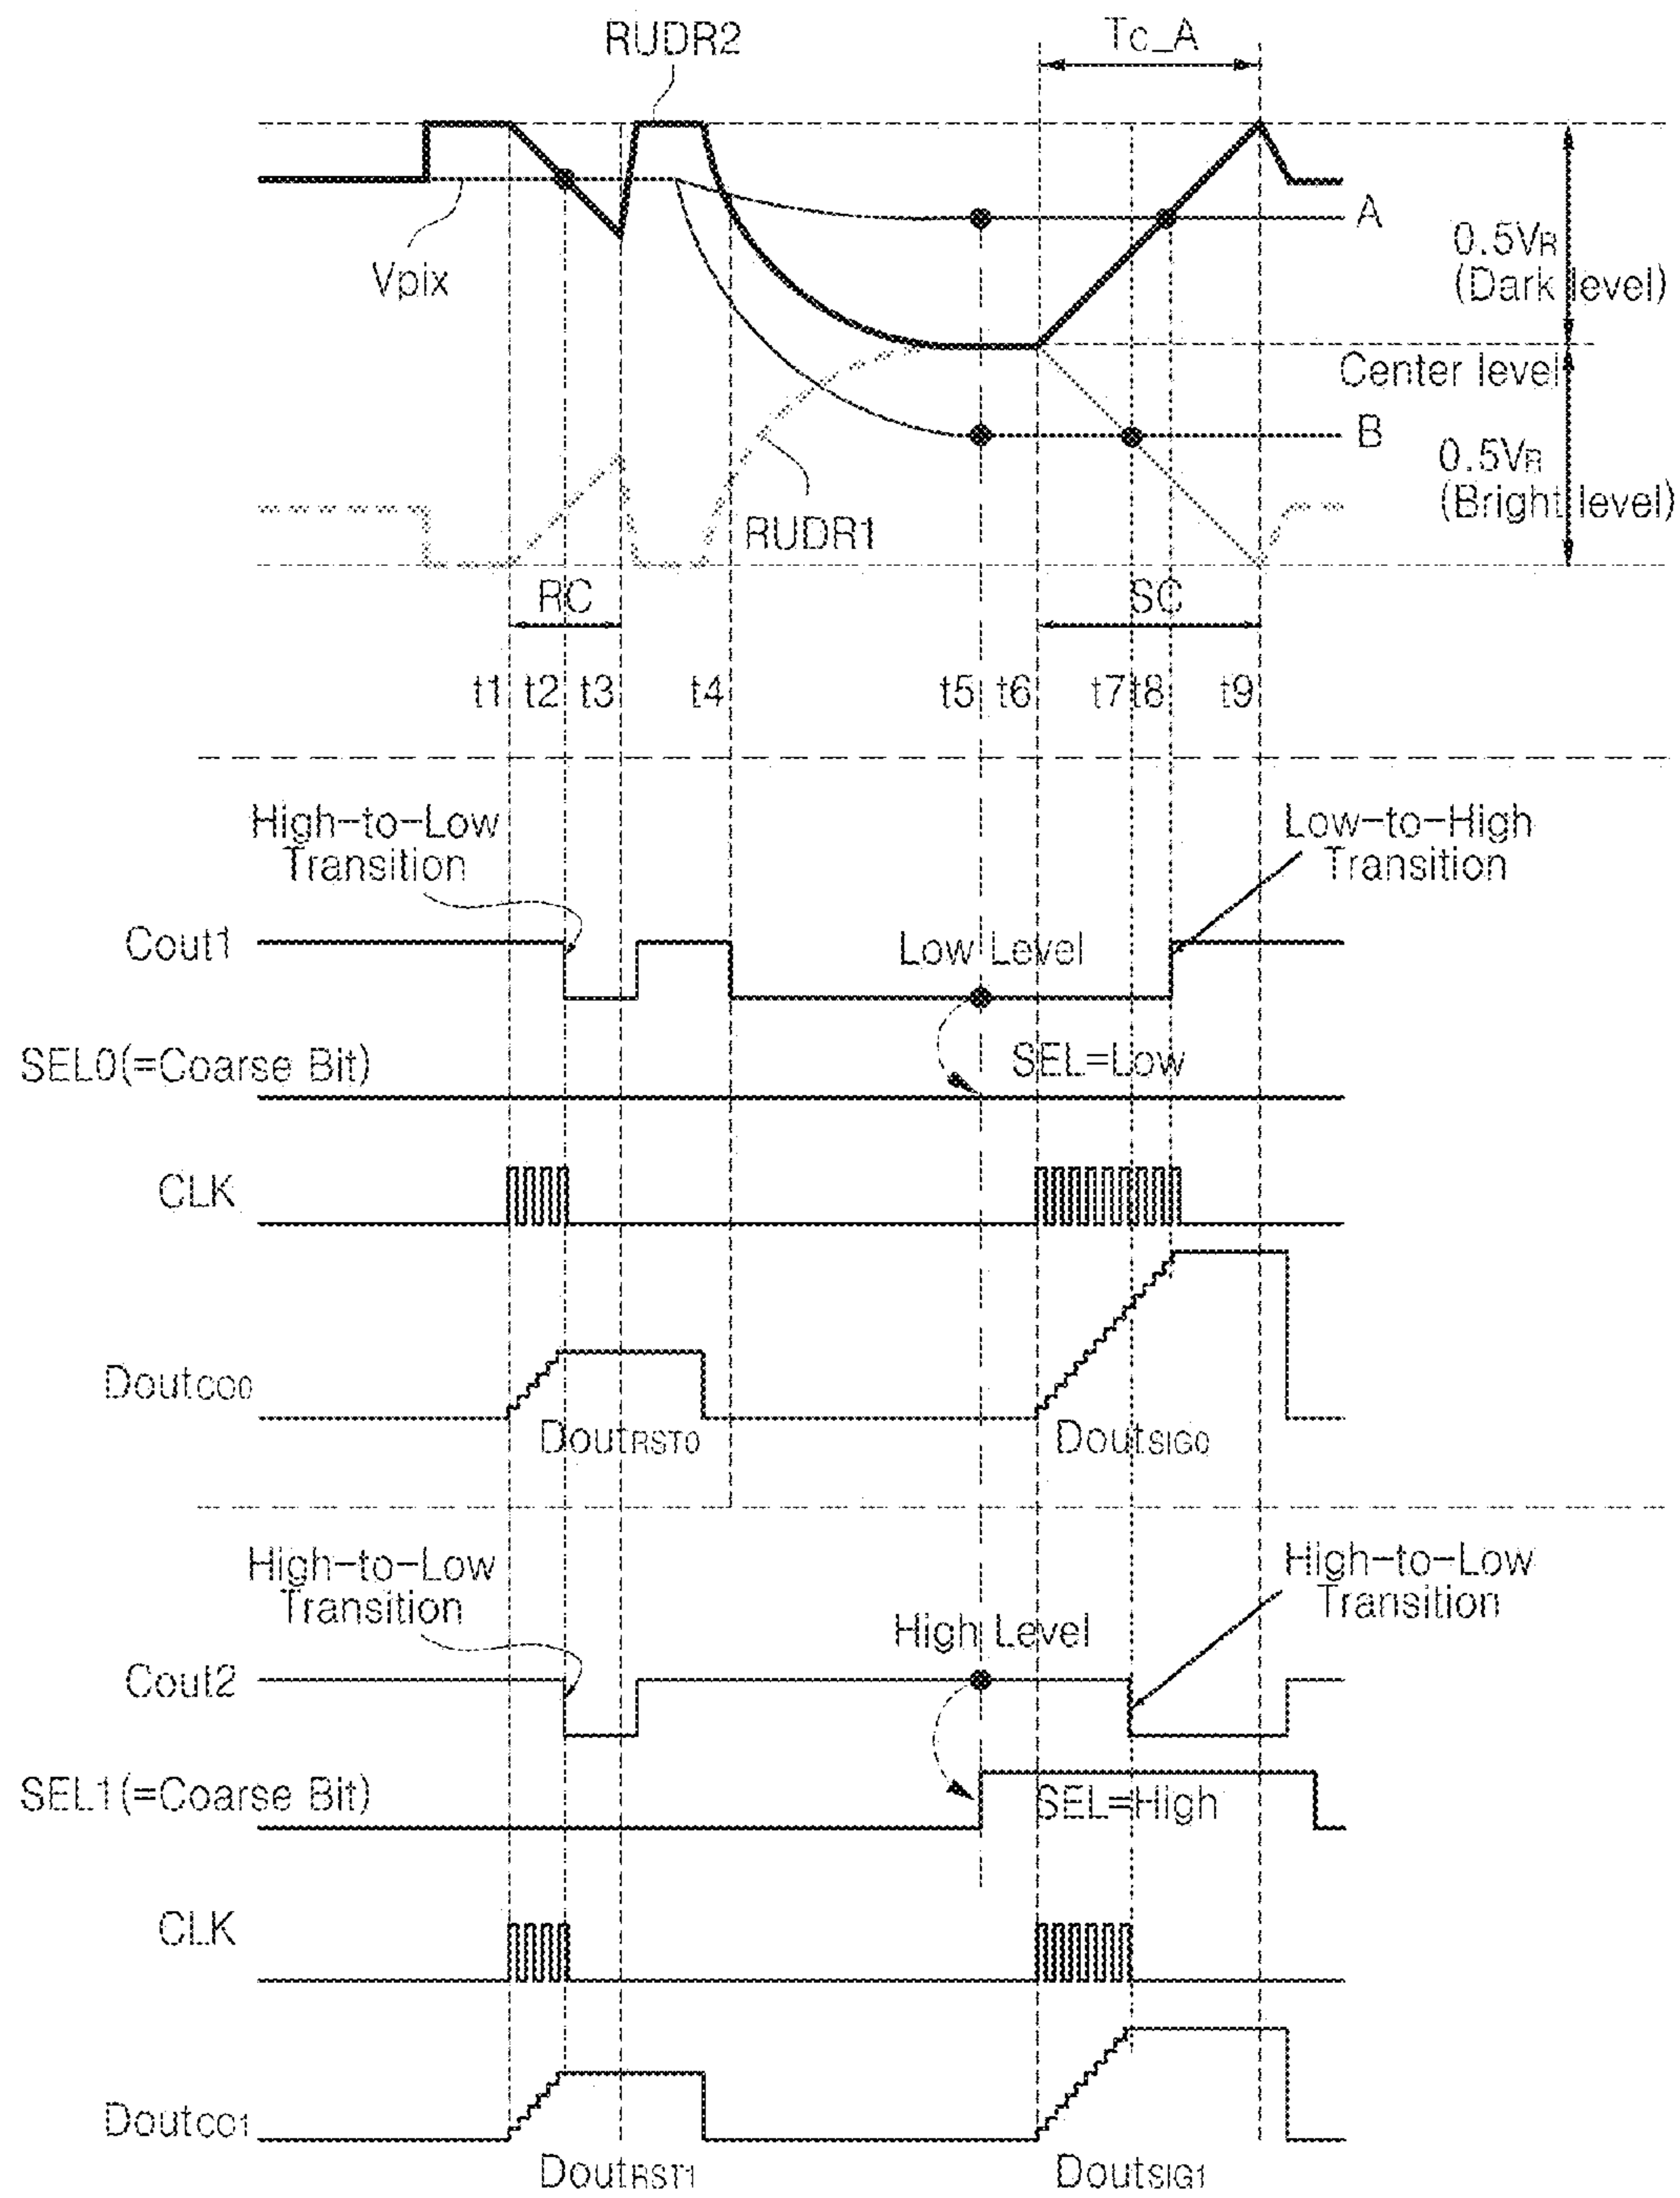 RUDR2
Tc_A
A
Vpix
0.5VR
(Dark level)
Center level
B
0.5VR
(Bright level)
RUDR1
RC
SC
t1 t2 t3 t4 t5 t6 t7 t8 t9
High-to-Low
Transition
Low-to-High
Transition
Cout1
Low Level
SEL0(=Coarse Bit)
SEL=Low
CLK
DoutCO0
DoutRST0
DoutSIG0
High-to-Low
Transition
High-to-Low
Transition
High Level
Cout2
SEL1(=Coarse Bit)
SEL=High
CLK
DoutCO1
DoutRST1
DoutSIG1